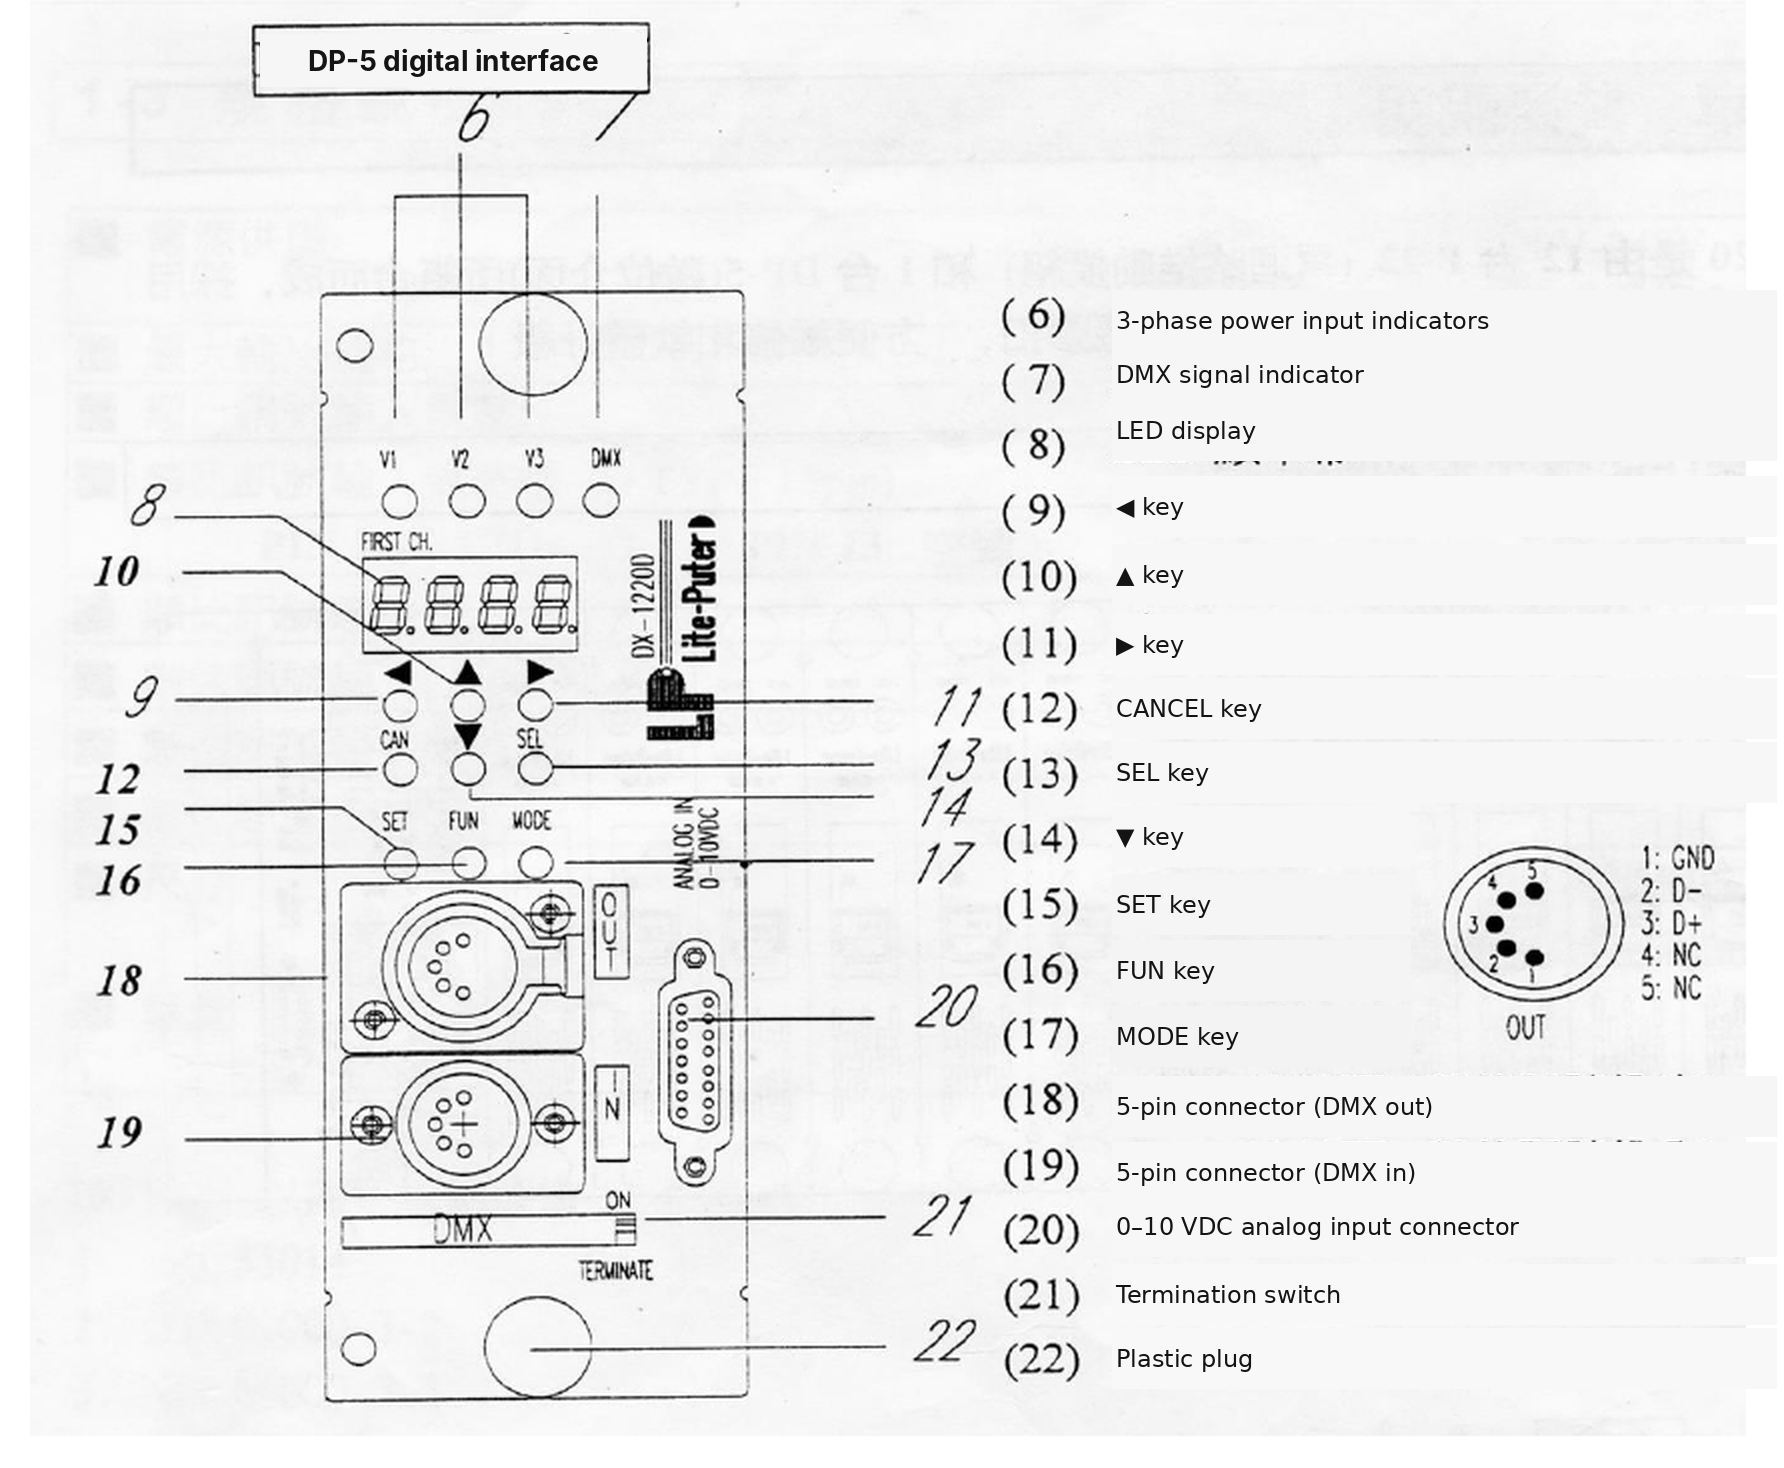 DP-5 digital interface
6 7
V1 V2 V3 DMX
8
FIRST CH.
10
DX-1220D
Lite-Puter
9
11
CAN SEL
12
13
14
15
SET FUN MODE
16
17
ANALOG IN
0-10VDC
OUT
18
20
IN
19
ON
DMX
21
TERMINATE
22
(6) 3-phase power input indicators
(7) DMX signal indicator
(8) LED display
(9) ◀ key
(10) ▲ key
(11) ▶ key
(12) CANCEL key
(13) SEL key
(14) ▼ key
(15) SET key
(16) FUN key
(17) MODE key
(18) 5-pin connector (DMX out)
(19) 5-pin connector (DMX in)
(20) 0–10 VDC analog input connector
(21) Termination switch
(22) Plastic plug
5
4
3
2
1
1: GND
2: D-
3: D+
4: NC
5: NC
OUT